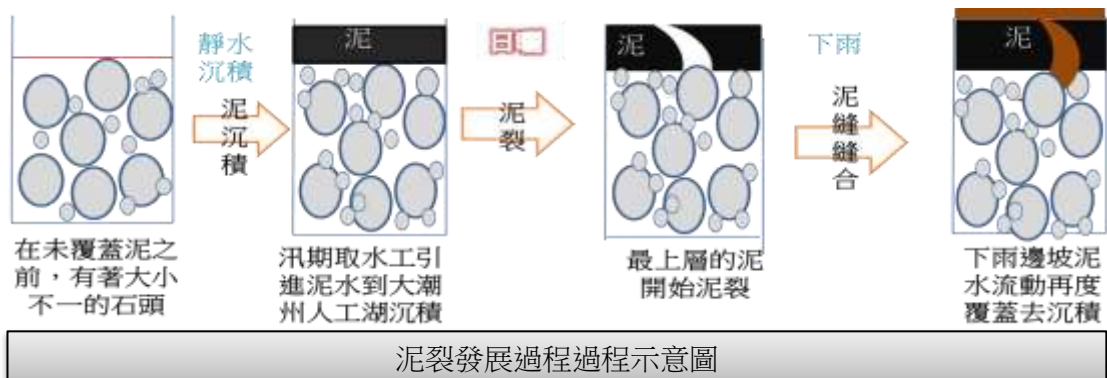 靜水
沉積
泥
沉
積
在未覆蓋泥之
前，有著大小
不一的石頭
泥
汛期取水工引
進泥水到大潮
州人工湖沉積
泥
裂
泥
最上層的泥
開始泥裂
下雨
泥
縫
縫
合
泥
下雨邊坡泥
水流動再度
覆蓋去沉積
泥裂發展過程過程示意圖